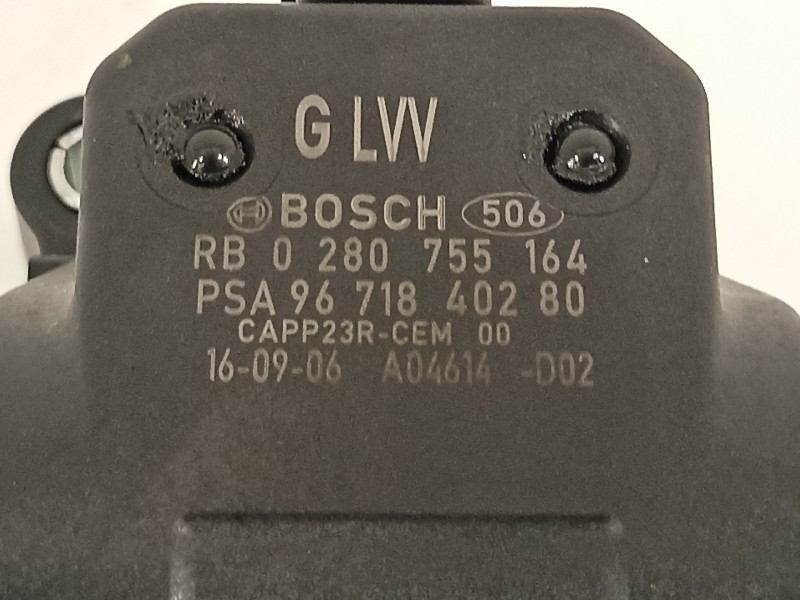 G LVV
BOSCH 506
RB 0 280 755 164
PSA 96 718 402 80
CAPP23R-CEM 00
16-09-06 A04614 -D02